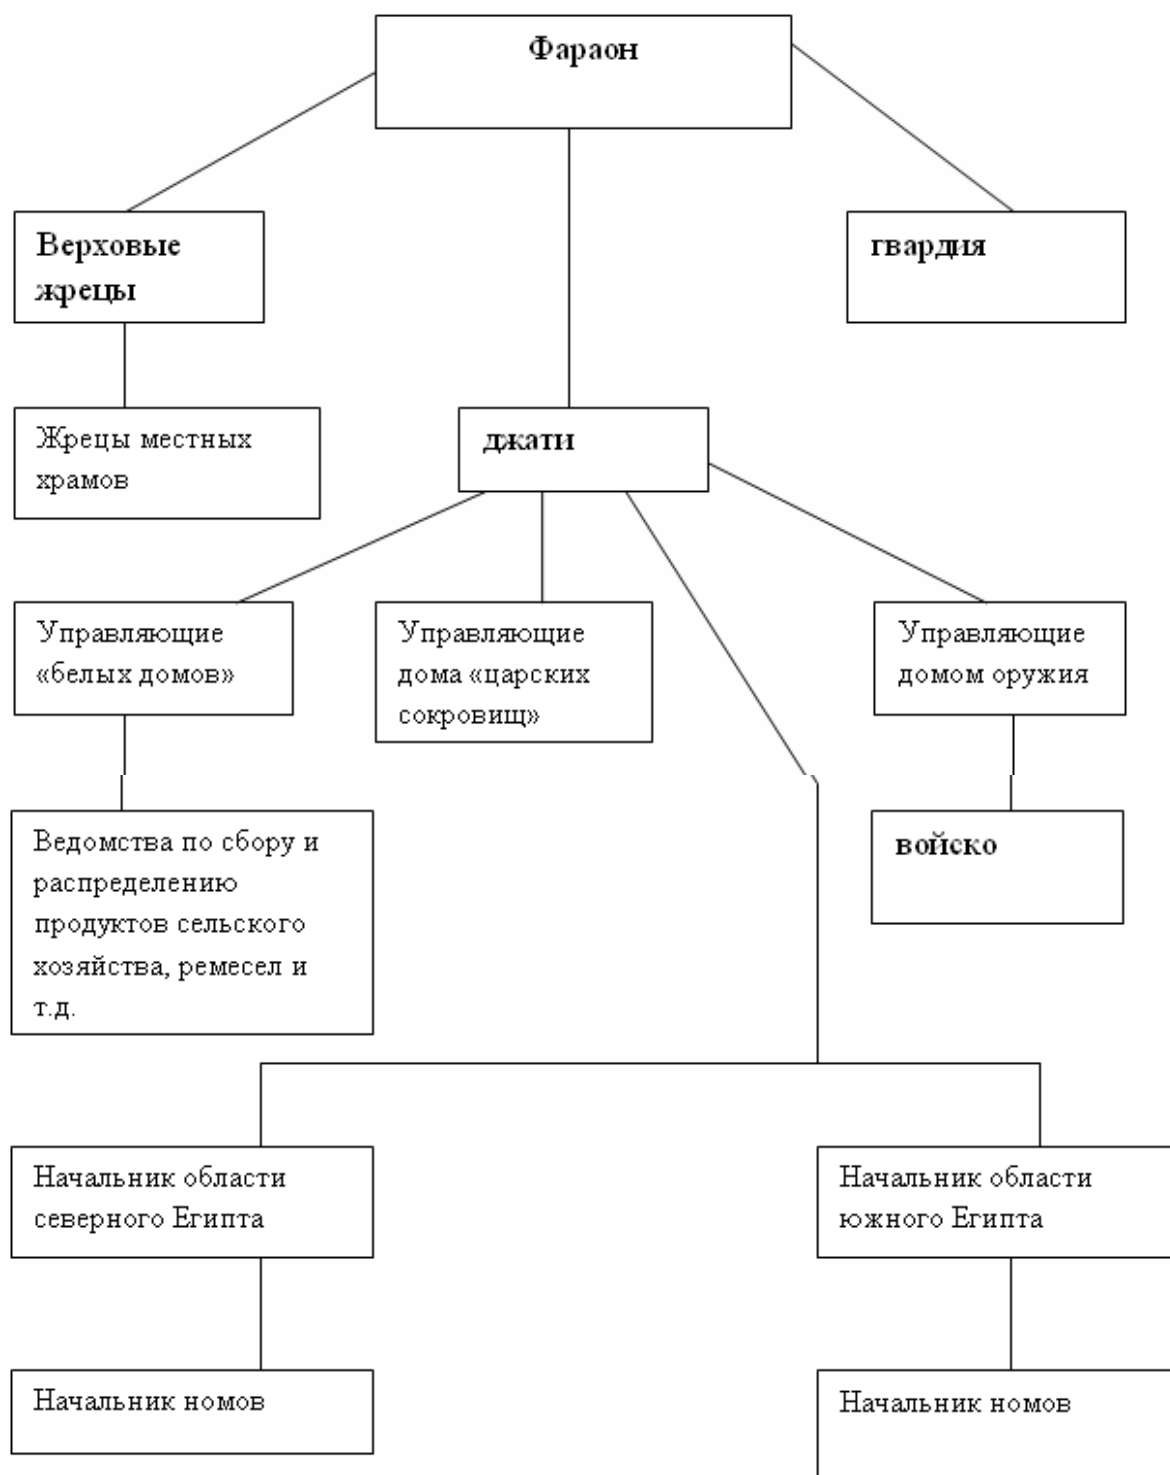 Фараон
Верховые
жрецы
гвардия
Жрецы местных
храмов
джати
Управляющие
«белых домов»
Управляющие
дома «царских
сокровищ»
Управляющие
домом оружия
Ведомства по сбору и
распределению
продуктов сельского
хозяйства, ремесел и
т.д.
войско
Начальник области
северного Египта
Начальник области
южного Египта
Начальник номов
Начальник номов